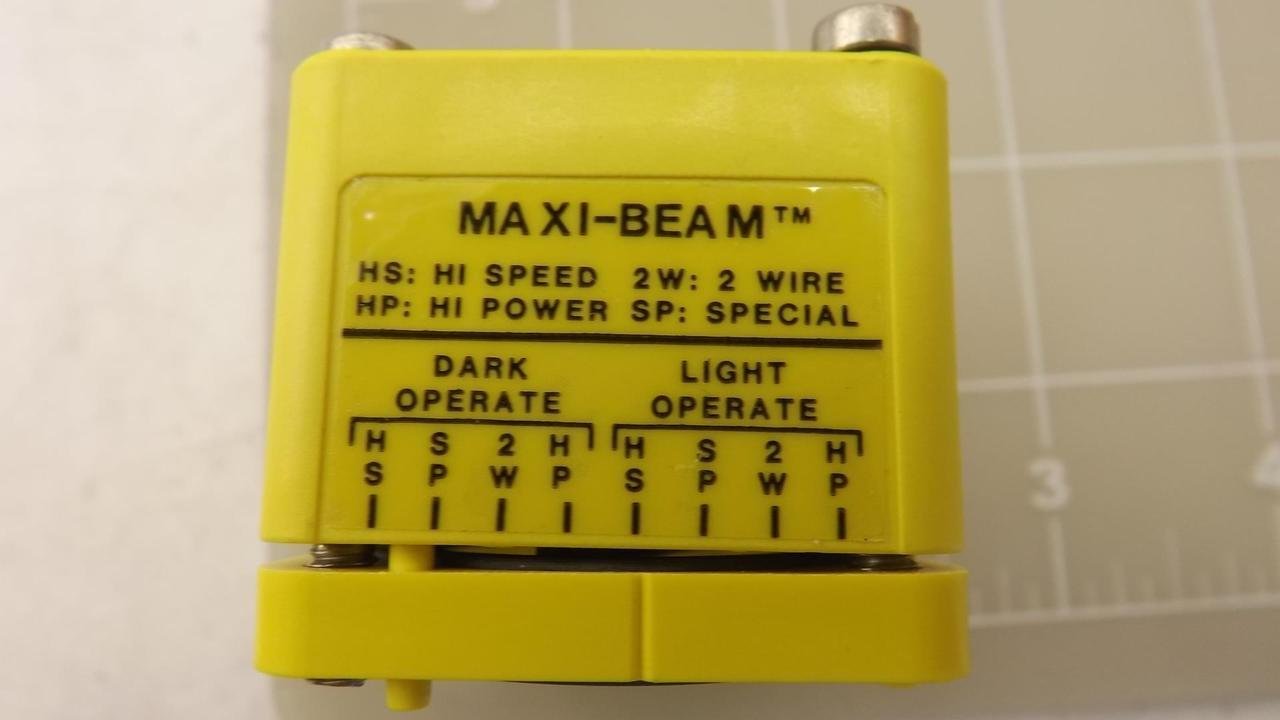 MAXI-BEAM™
HS: HI SPEED 2W: 2 WIRE
HP: HI POWER SP: SPECIAL
DARK LIGHT
OPERATE OPERATE
H S 2 H H S 2 H
S P W P S P W P
3
4